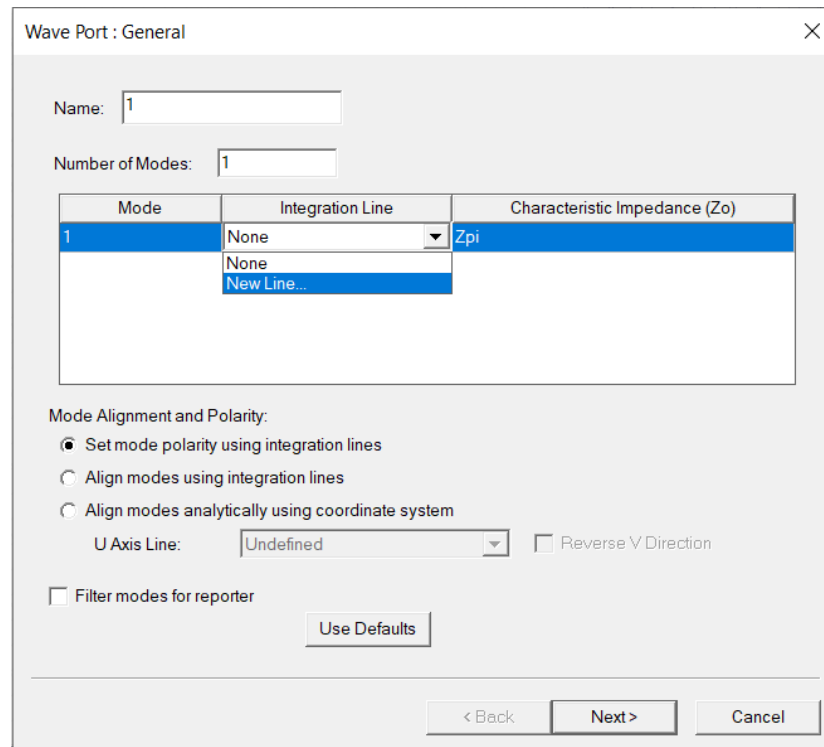 Wave Port : General
Name: 1
Number of Modes: 1
Mode Integration Line Characteristic Impedance (Zo)
1 None Zpi
None
New Line...
Mode Alignment and Polarity:
Set mode polarity using integration lines
Align modes using integration lines
Align modes analytically using coordinate system
U Axis Line: Undefined Reverse V Direction
Filter modes for reporter
Use Defaults
< Back Next > Cancel